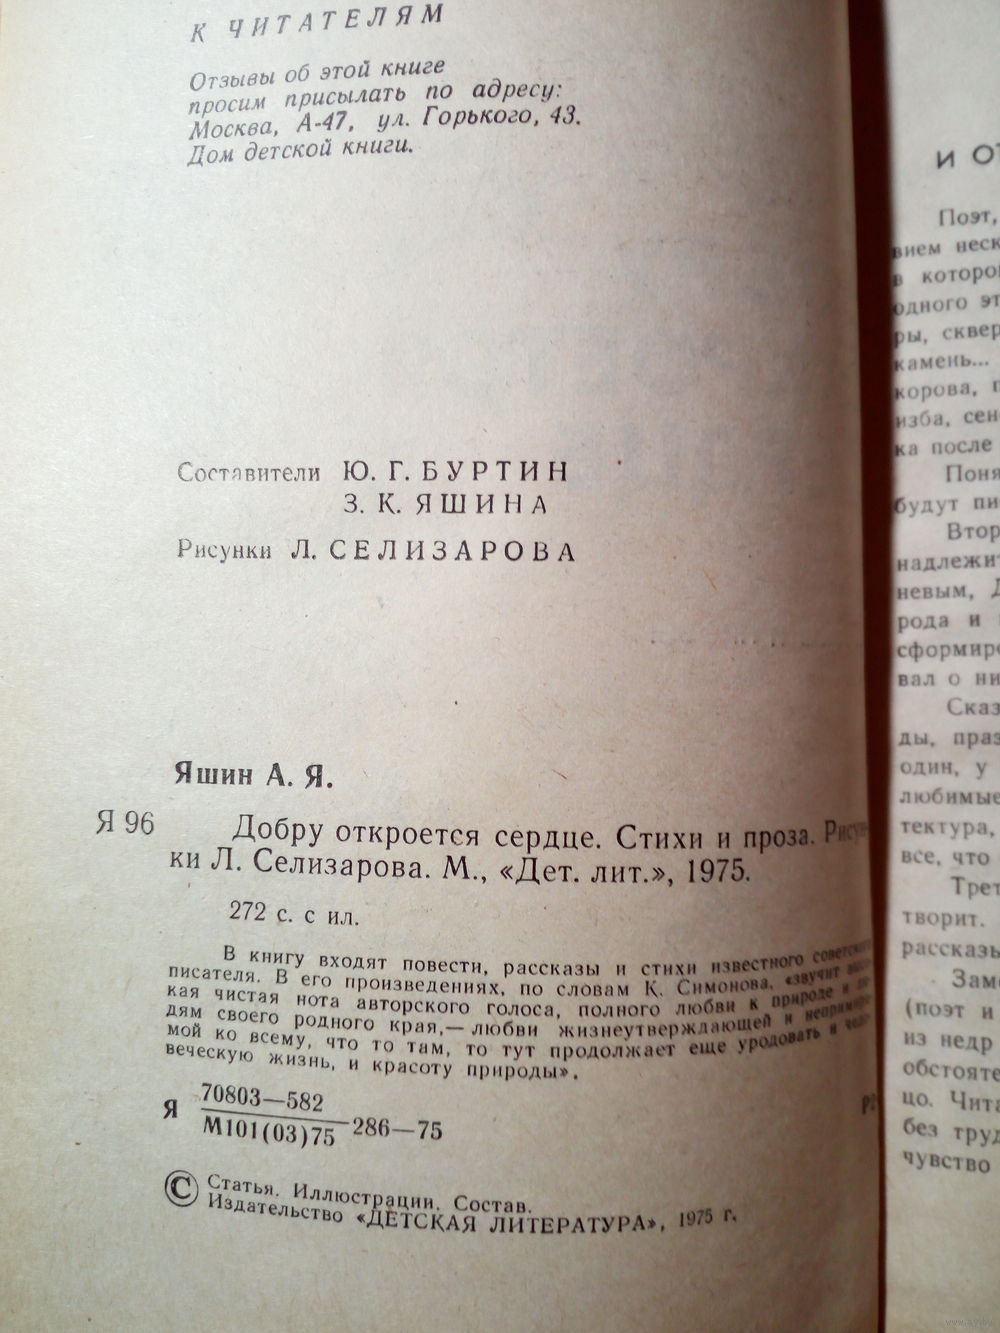 К ЧИТАТЕЛЯМ
Отзывы об этой книге
просим присылать по адресу:
Москва, А-47, ул. Горького, 43.
Дом детской книги.
Составители Ю. Г. БУРТИН
З. К. ЯШИНА
Рисунки Л. СЕЛИЗАРОВА
Яшин А. Я.
Я 96
Добру откроется сердце. Стихи и проза. Рисун-
ки Л. Селизарова. М., «Дет. лит.», 1975.
272 с. с ил.
В книгу входят повести, рассказы и стихи известного советского
писателя. В его произведениях, по словам К. Симонова, «звучит
кая чистая нота авторского голоса, полного любви к природе и
дям своего родного края,— любви жизнеутверждающей и непримири-
мой ко всему, что то там, то тут продолжает еще уродовать и чело-
веческую жизнь, и красоту природы».
Я 70803—582
М101(03)75 286—75
© Статья. Иллюстрации. Состав.
Издательство «ДЕТСКАЯ ЛИТЕРАТУРА», 1975 г.
И ОТ
Поэт,
вием неск
в которо
одного эт
ры, сквер
камень...
корова, п
изба, сен
ка после
Поня
будут пи
Втор
надлежи
невым, Д
рода и
сформиро
вал о ни
Сказ
ды, праз
один, у
любимые
тектура,
все, что
Трет
творит.
рассказы
Заме
(поэт и
из недр
обстояте
цо. Чита
без труд
чувство